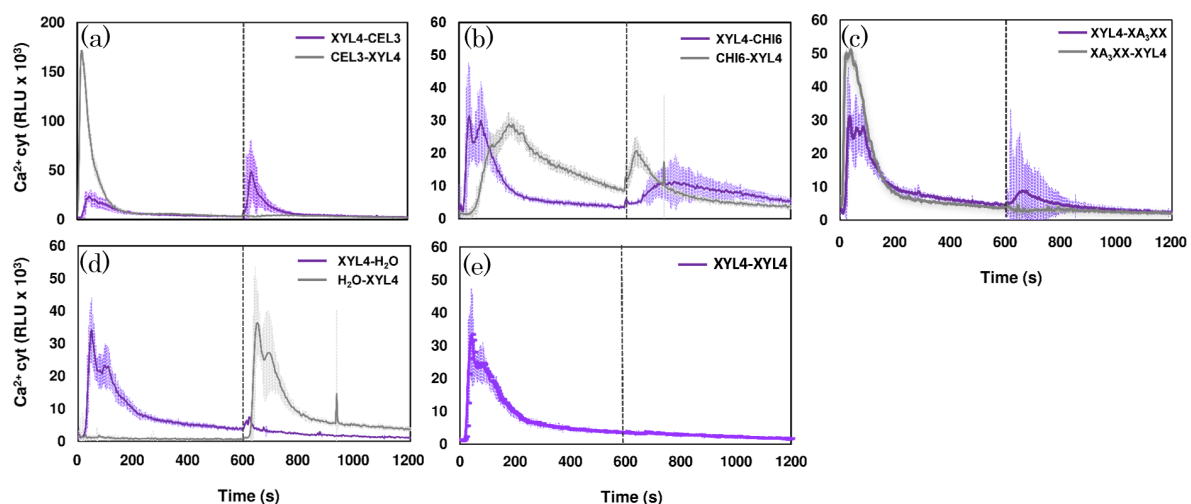 (a)
XYL4-CEL3
CEL3-XYL4
Ca²⁺ cyt (RLU x 10³)
200
150
100
50
0
0 200 400 600 800 1000 1200
(b)
XYL4-CHI6
CHI6-XYL4
60
50
40
30
20
10
0
0 200 400 600 800 1000 1200
(c)
XYL4-XA₃XX
XA₃XX-XYL4
60
50
40
30
20
10
0
0 200 400 600 800 1000 1200
Time (s)
(d)
XYL4-H₂O
H₂O-XYL4
Ca²⁺ cyt (RLU x 10³)
60
50
40
30
20
10
0
0 200 400 600 800 1000 1200
Time (s)
(e)
XYL4-XYL4
60
50
40
30
20
10
0
0 200 400 600 800 1000 1200
Time (s)